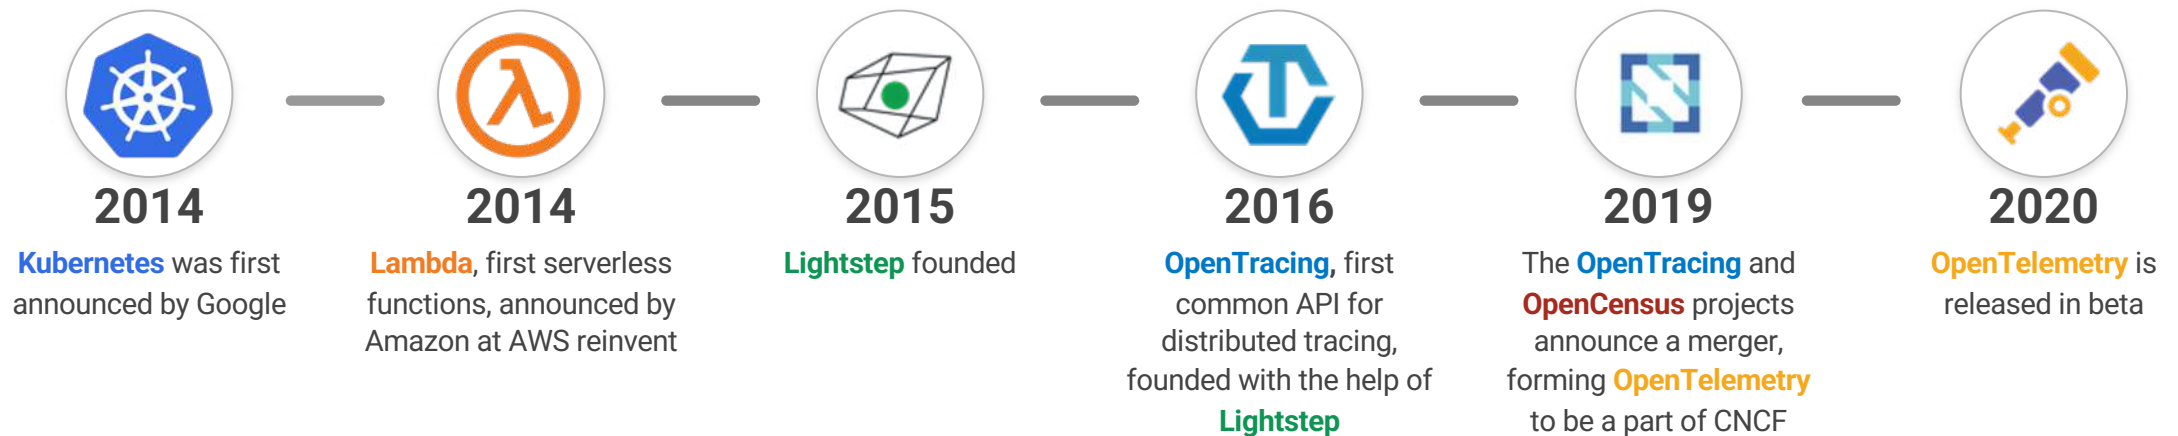 2014
Kubernetes was first
announced by Google
2014
Lambda, first serverless
functions, announced by
Amazon at AWS reinvent
2015
Lightstep founded
2016
OpenTracing, first
common API for
distributed tracing,
founded with the help of
Lightstep
2019
The OpenTracing and
OpenCensus projects
announce a merger,
forming OpenTelemetry
to be a part of CNCF
2020
OpenTelemetry is
released in beta